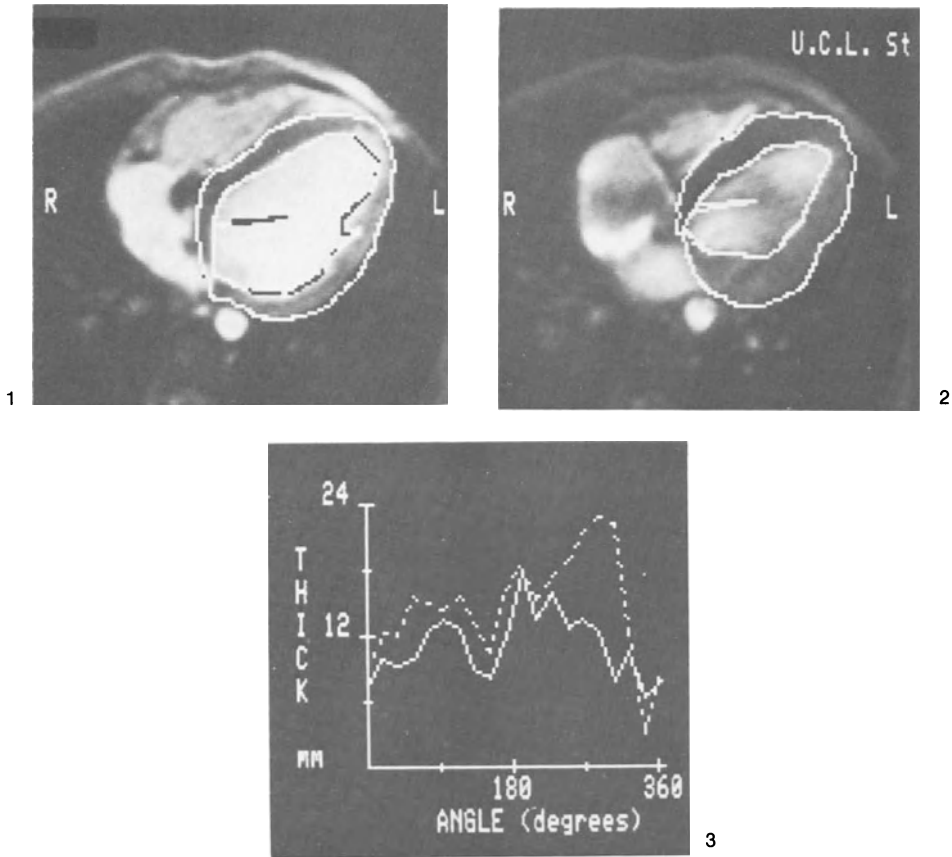 U.C.L. St
R
L
R
L
1
2
24
THICK
12
MM
180
360
ANGLE (degrees)
3